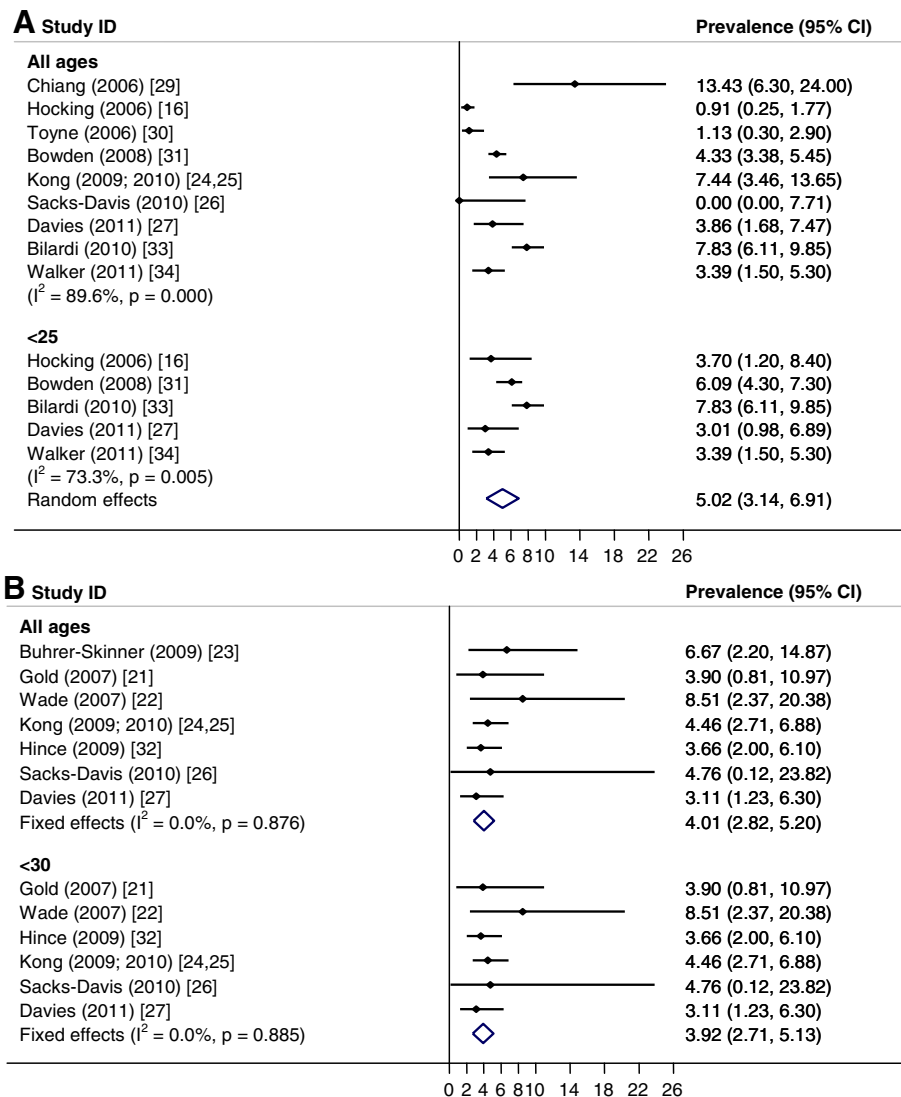 A Study ID Prevalence (95% CI)
All ages
Chiang (2006) [29] 13.43 (6.30, 24.00)
Hocking (2006) [16] 0.91 (0.25, 1.77)
Toyne (2006) [30] 1.13 (0.30, 2.90)
Bowden (2008) [31] 4.33 (3.38, 5.45)
Kong (2009; 2010) [24,25] 7.44 (3.46, 13.65)
Sacks-Davis (2010) [26] 0.00 (0.00, 7.71)
Davies (2011) [27] 3.86 (1.68, 7.47)
Bilardi (2010) [33] 7.83 (6.11, 9.85)
Walker (2011) [34] 3.39 (1.50, 5.30)
(I² = 89.6%, p = 0.000)
<25
Hocking (2006) [16] 3.70 (1.20, 8.40)
Bowden (2008) [31] 6.09 (4.30, 7.30)
Bilardi (2010) [33] 7.83 (6.11, 9.85)
Davies (2011) [27] 3.01 (0.98, 6.89)
Walker (2011) [34] 3.39 (1.50, 5.30)
(I² = 73.3%, p = 0.005)
Random effects 5.02 (3.14, 6.91)
0 2 4 6 8 10 14 18 22 26
B Study ID Prevalence (95% CI)
All ages
Buhrer-Skinner (2009) [23] 6.67 (2.20, 14.87)
Gold (2007) [21] 3.90 (0.81, 10.97)
Wade (2007) [22] 8.51 (2.37, 20.38)
Kong (2009; 2010) [24,25] 4.46 (2.71, 6.88)
Hince (2009) [32] 3.66 (2.00, 6.10)
Sacks-Davis (2010) [26] 4.76 (0.12, 23.82)
Davies (2011) [27] 3.11 (1.23, 6.30)
Fixed effects (I² = 0.0%, p = 0.876) 4.01 (2.82, 5.20)
<30
Gold (2007) [21] 3.90 (0.81, 10.97)
Wade (2007) [22] 8.51 (2.37, 20.38)
Hince (2009) [32] 3.66 (2.00, 6.10)
Kong (2009; 2010) [24,25] 4.46 (2.71, 6.88)
Sacks-Davis (2010) [26] 4.76 (0.12, 23.82)
Davies (2011) [27] 3.11 (1.23, 6.30)
Fixed effects (I² = 0.0%, p = 0.885) 3.92 (2.71, 5.13)
0 2 4 6 8 10 14 18 22 26